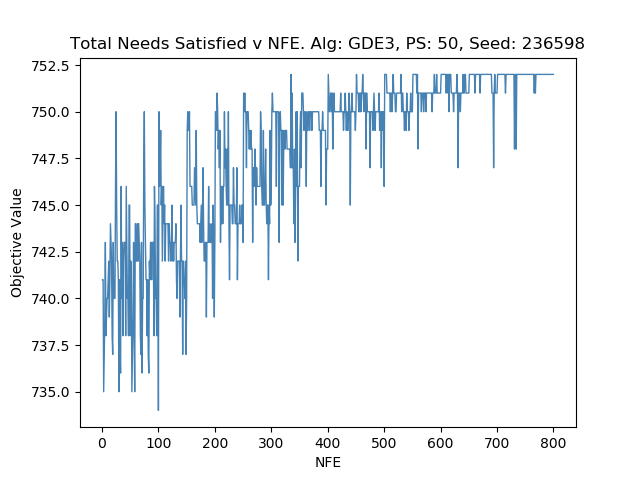 Total Needs Satisfied v NFE. Alg: GDE3, PS: 50, Seed: 236598
752.5
750.0
747.5
745.0
742.5
740.0
737.5
735.0
Objective Value
0 100 200 300 400 500 600 700 800
NFE